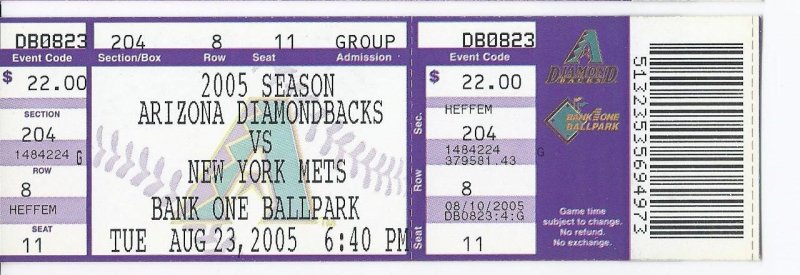 DB0823
Event Code
$ 22.00
SECTION
204
1484224 G
ROW
8
HEFFEM
SEAT
11
204 8 11 GROUP
Section/Box Row Seat Admission
2005 SEASON
ARIZONA DIAMONDBACKS
VS
NEW YORK METS
BANK ONE BALLPARK
TUE AUG 23, 2005 6:40 PM
DB0823
Event Code
$ 22.00
HEFFEM
Sec.
204
1484224
379581.43 G
Row
8
08/10/2005
DB0823:4:G
Seat
11
A
DIAMOND
BACKS
BANK ONE
BALLPARK
Game time
subject to change.
No refund.
No exchange.
51323535694973